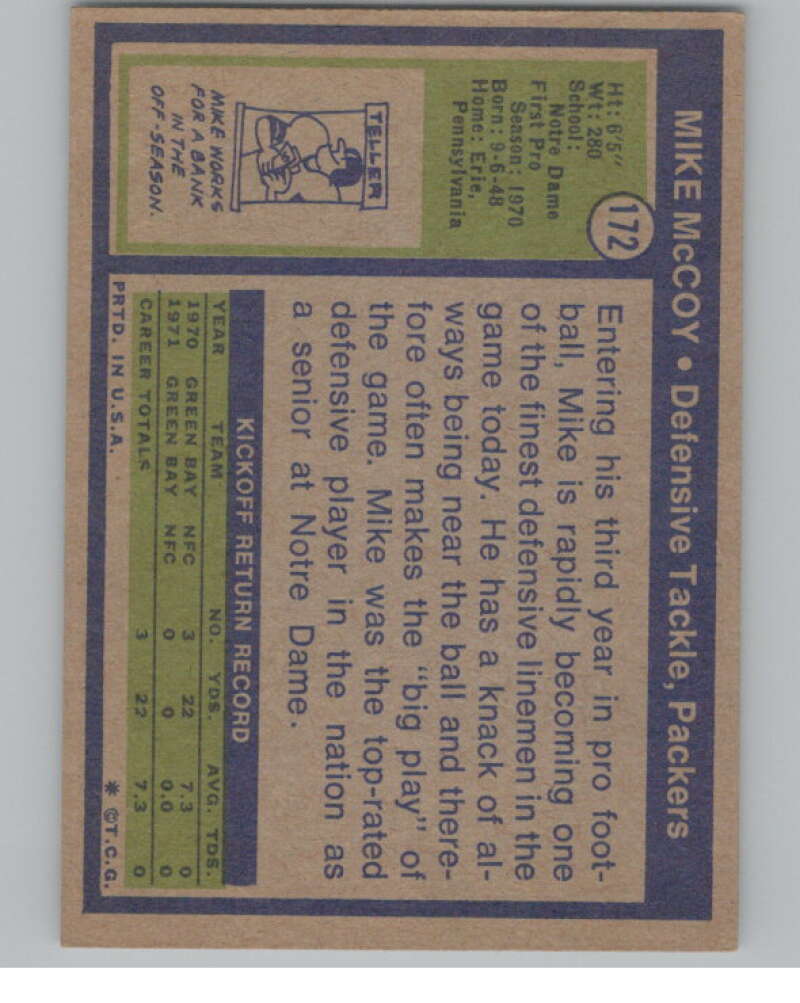 MIKE McCOY • Defensive Tackle, Packers
172
Ht: 6'5"
Wt: 280
School:
Notre Dame
First Pro
Season: 1970
Born: 9-6-48
Home: Erie,
Pennsylvania
TELLER
MIKE WORKS
FOR A BANK
IN THE
OFF-SEASON.
Entering his third year in pro foot-
ball, Mike is rapidly becoming one
of the finest defensive linemen in the
game today. He has a knack of al-
ways being near the ball and there-
fore often makes the "big play" of
the game. Mike was the top-rated
defensive player in the nation as
a senior at Notre Dame.
KICKOFF RETURN RECORD
YEAR TEAM NO. YDS. AVG. TDS.
1970 GREEN BAY NFC 3 22 7.3 0
1971 GREEN BAY NFC 0 0 0.0 0
CAREER TOTALS 3 22 7.3 0
PRTD. IN U.S.A. * ©T.C.G.